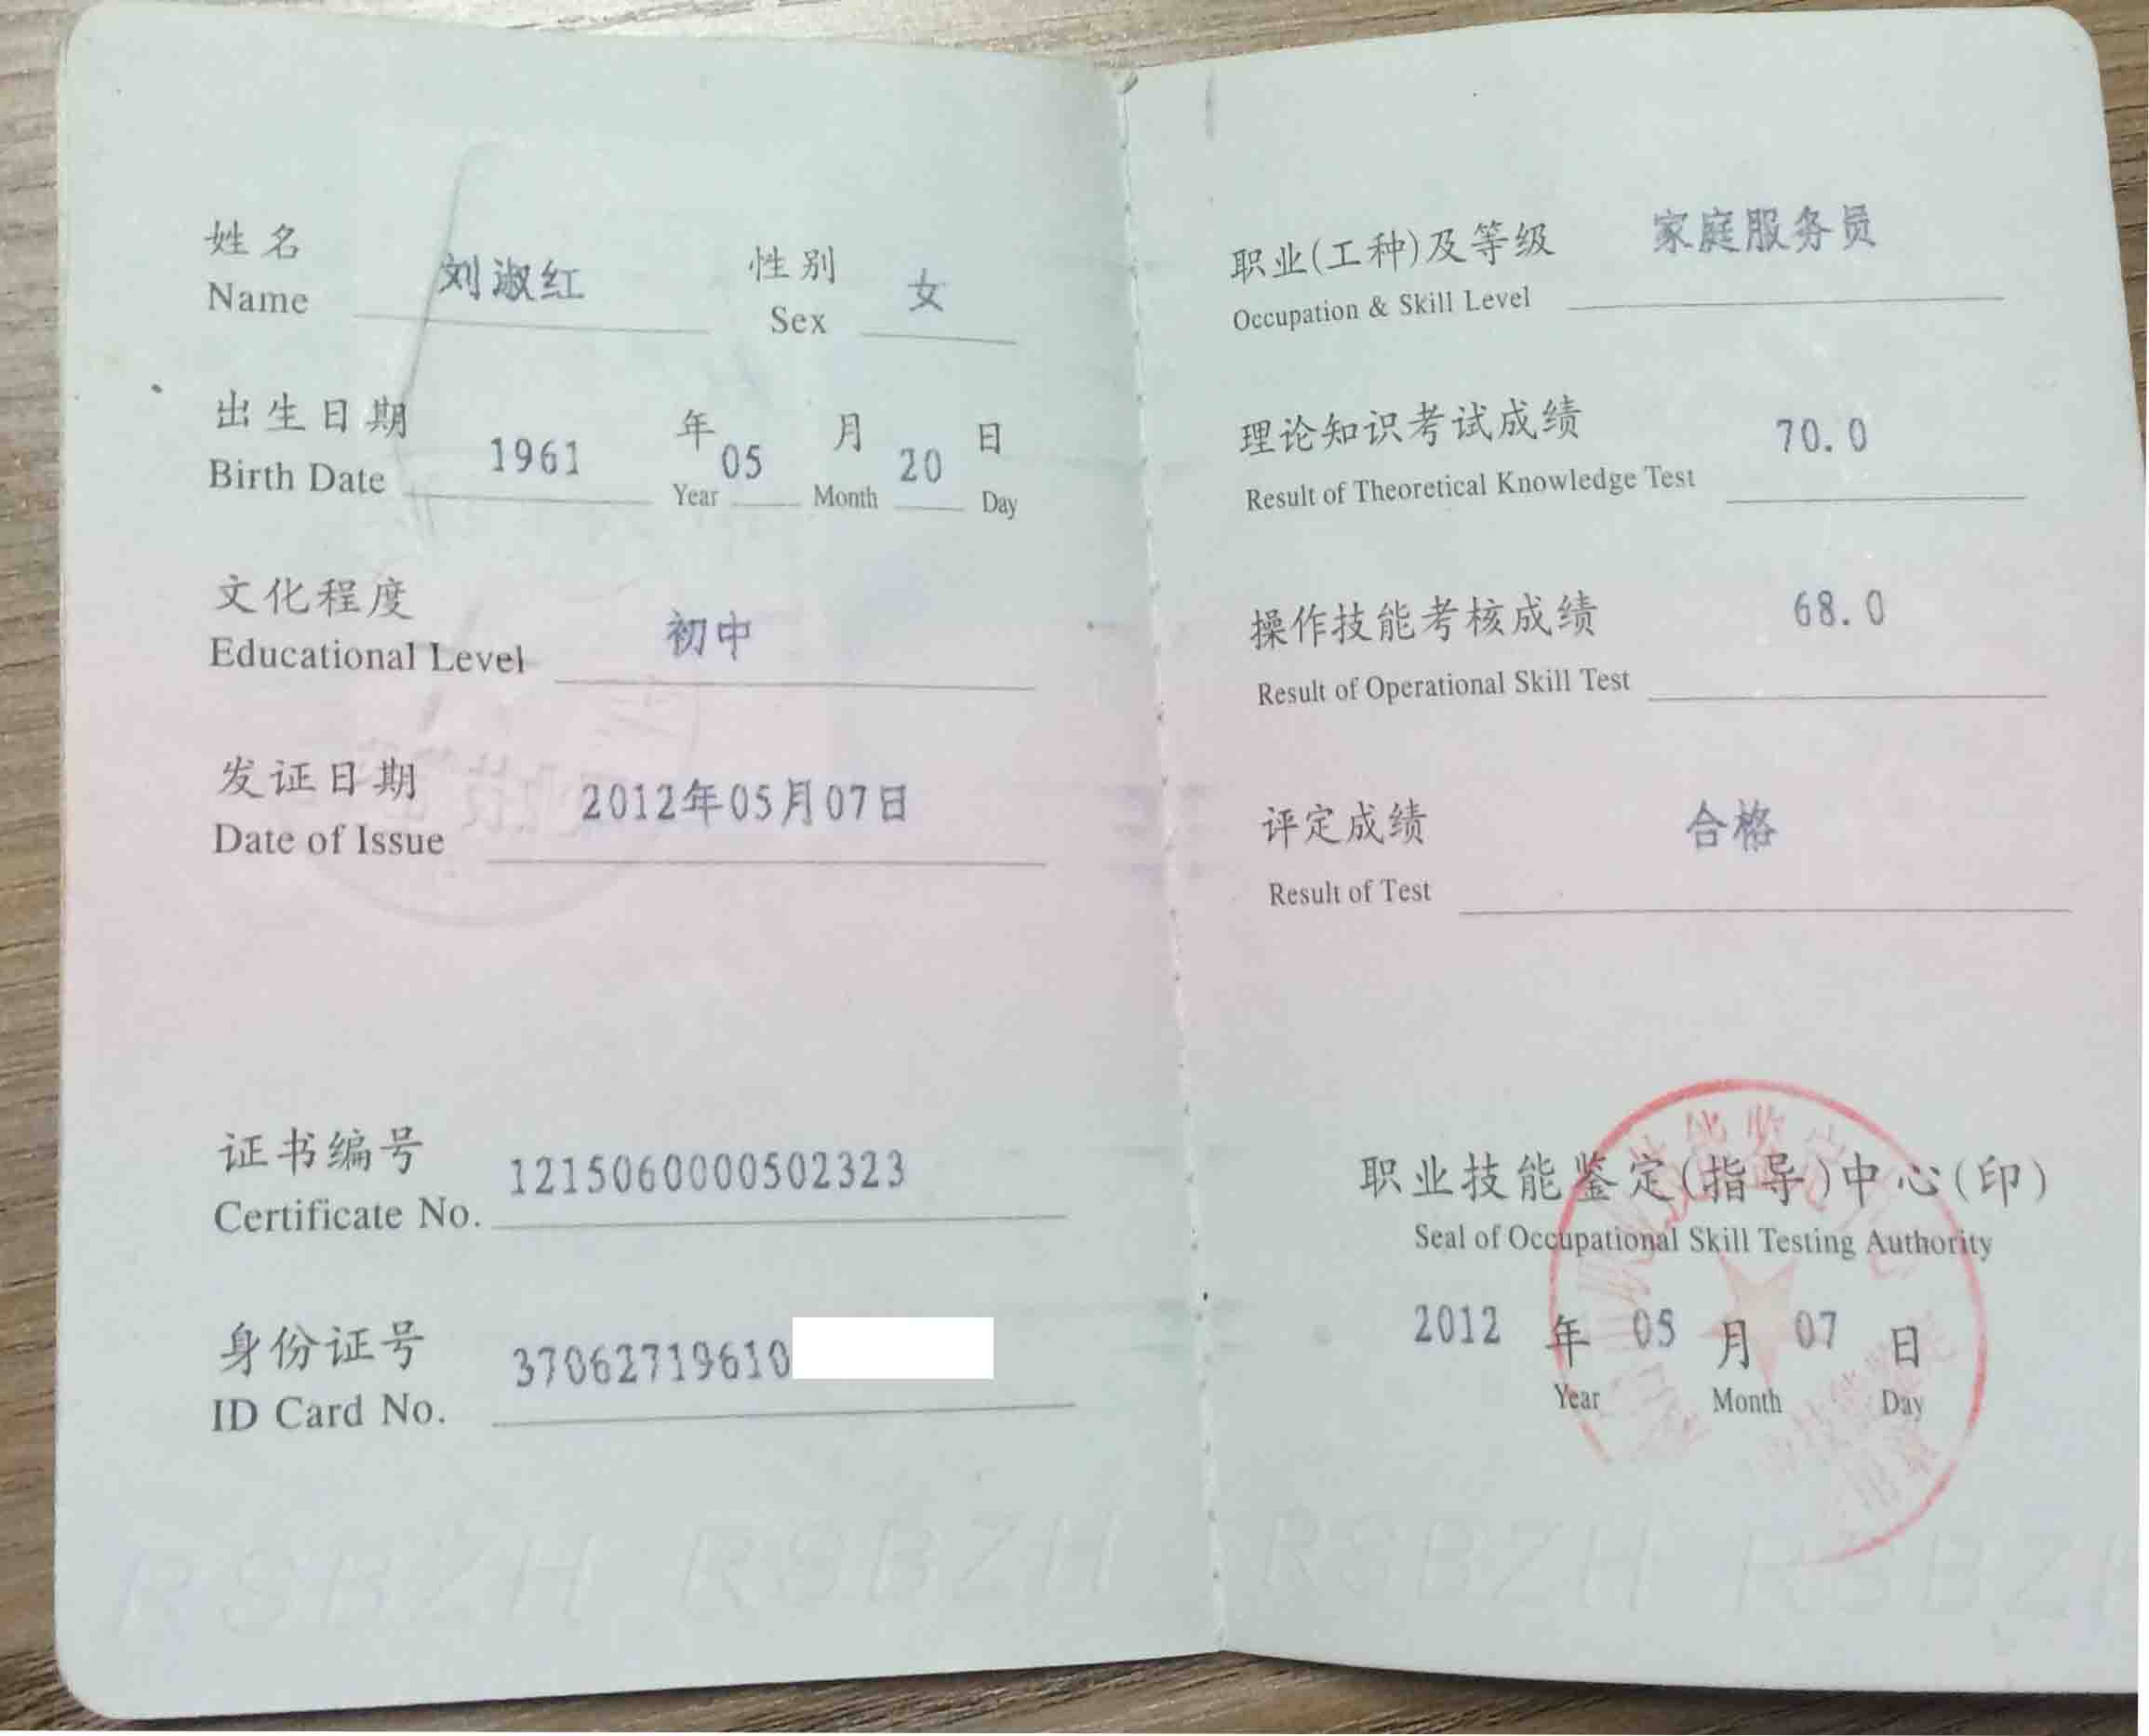 姓名 刘淑红 性别 女
Name Sex
出生日期 1961 年 05 月 20 日
Birth Date Year Month Day
文化程度 初中
Educational Level
发证日期 2012年05月07日
Date of Issue
证书编号 1215060000502323
Certificate No.
身份证号 37062719610
ID Card No.
RSBZH RSBZH
职业(工种)及等级 家庭服务员
Occupation & Skill Level
理论知识考试成绩 70.0
Result of Theoretical Knowledge Test
操作技能考核成绩 68.0
Result of Operational Skill Test
评定成绩 合格
Result of Test
职业技能鉴定(指导)中心(印)
Seal of Occupational Skill Testing Authority
2012 年 05 月 07 日
Year Month Day
RSBZH RSBZH